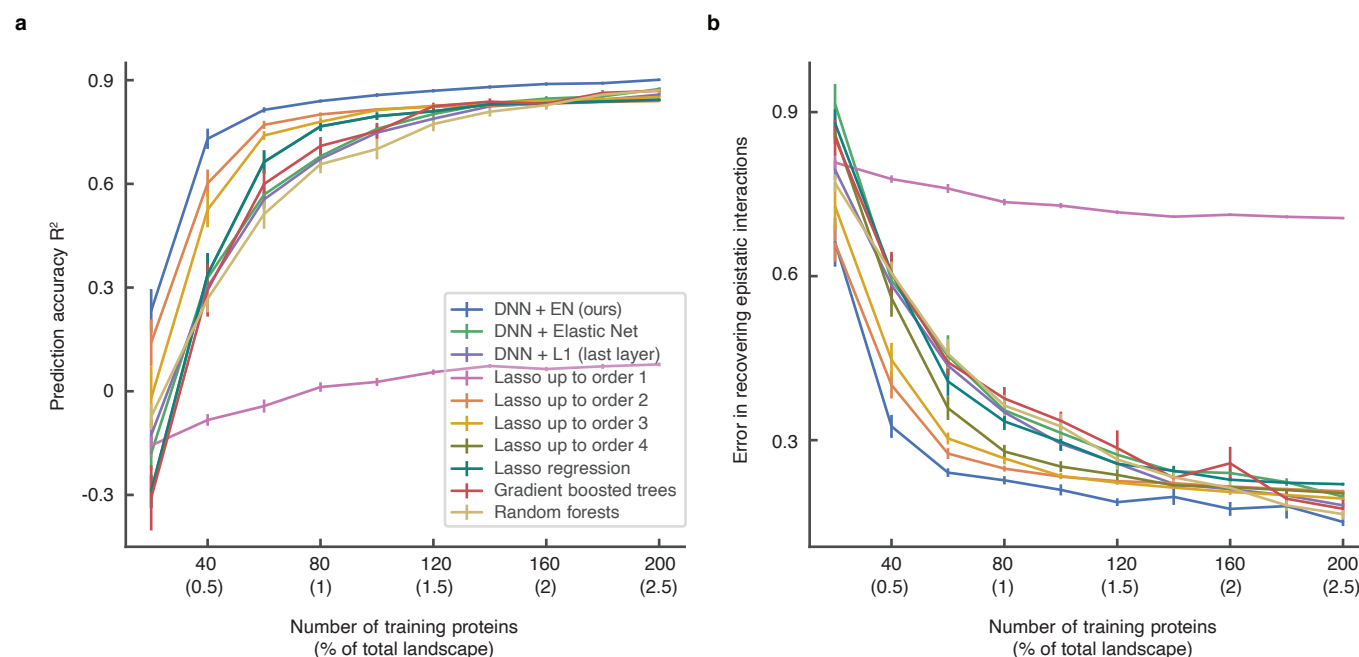 a
Prediction accuracy R²
0.9
0.6
0.3
0
-0.3
DNN + EN (ours)
DNN + Elastic Net
DNN + L1 (last layer)
Lasso up to order 1
Lasso up to order 2
Lasso up to order 3
Lasso up to order 4
Lasso regression
Gradient boosted trees
Random forests
40 80 120 160 200
(0.5) (1) (1.5) (2) (2.5)
Number of training proteins
(% of total landscape)
b
Error in recovering epistatic interactions
0.9
0.6
0.3
40 80 120 160 200
(0.5) (1) (1.5) (2) (2.5)
Number of training proteins
(% of total landscape)